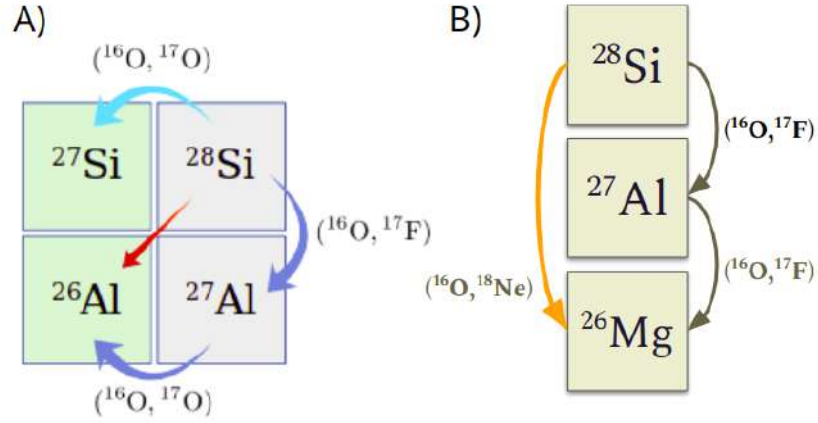 A)
(¹⁶O, ¹⁷O)
²⁷Si ²⁸Si
(¹⁶O, ¹⁷F)
²⁶Al ²⁷Al
(¹⁶O, ¹⁷O)
B)
²⁸Si
(¹⁶O,¹⁷F)
²⁷Al
(¹⁶O,¹⁷F)
(¹⁶O,¹⁸Ne)
²⁶Mg